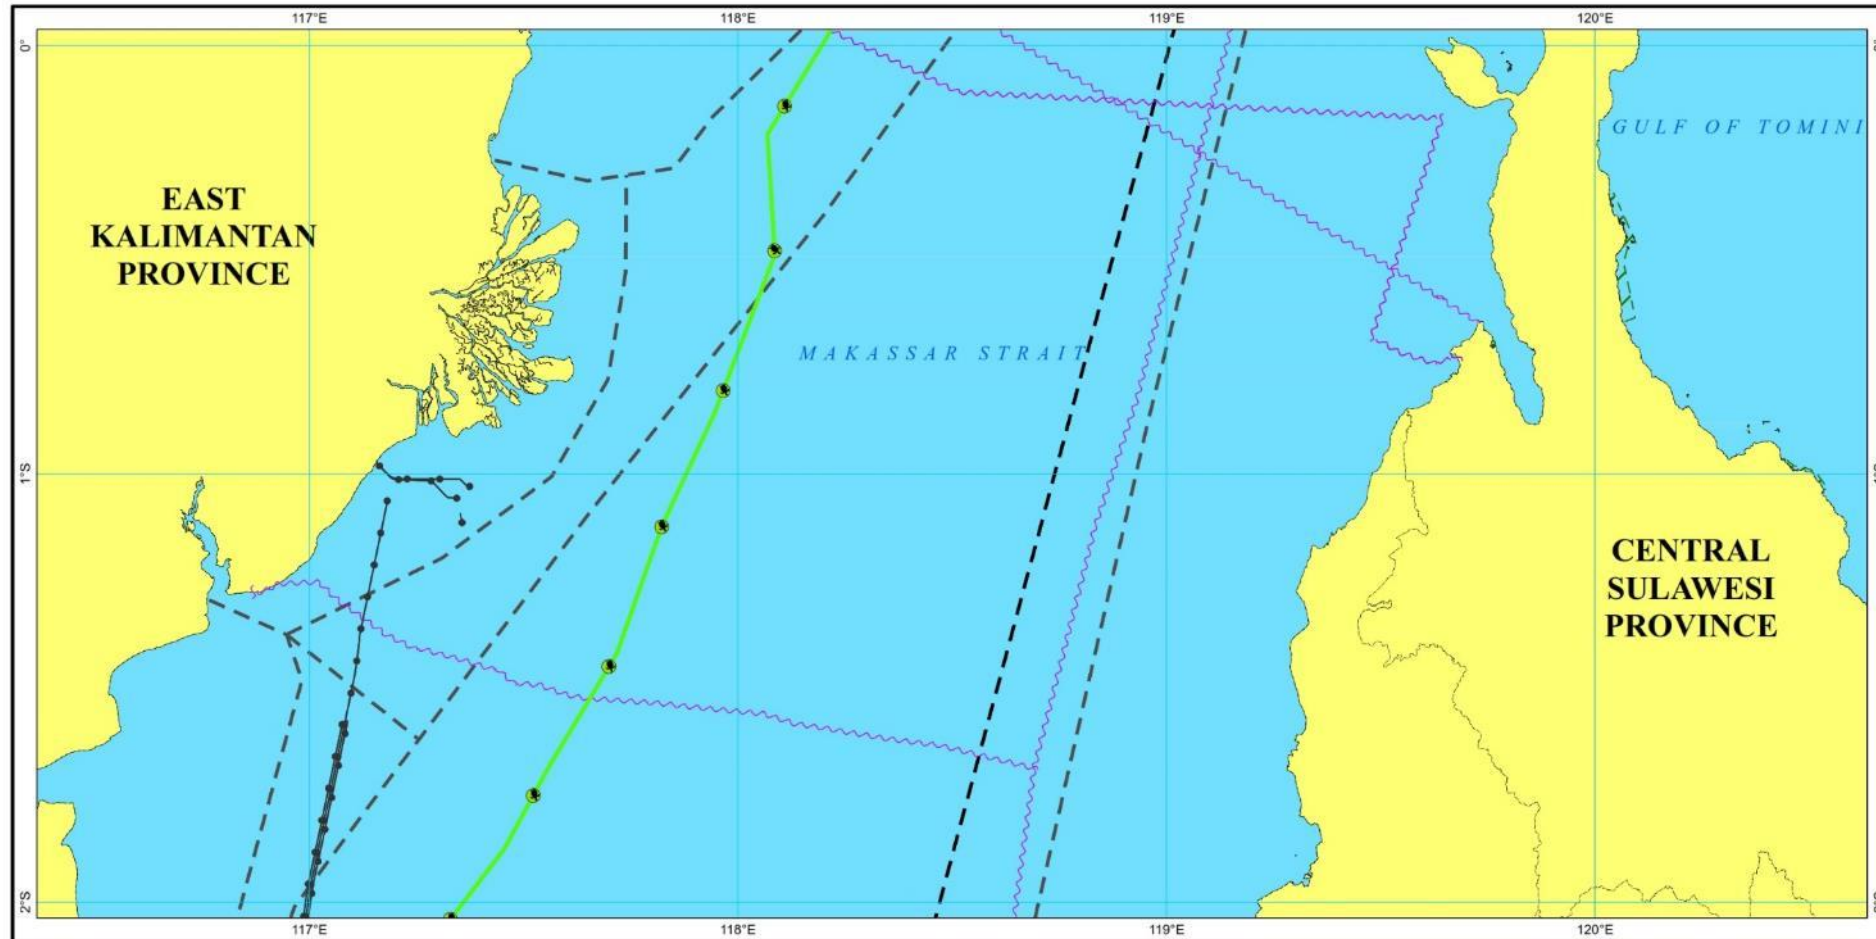 117°E
118°E
119°E
120°E
0°
GULF OF TOMINI
EAST
KALIMANTAN
PROVINCE
MAKASSAR STRAIT
1°S
CENTRAL
SULAWESI
PROVINCE
2°S
117°E
118°E
119°E
120°E